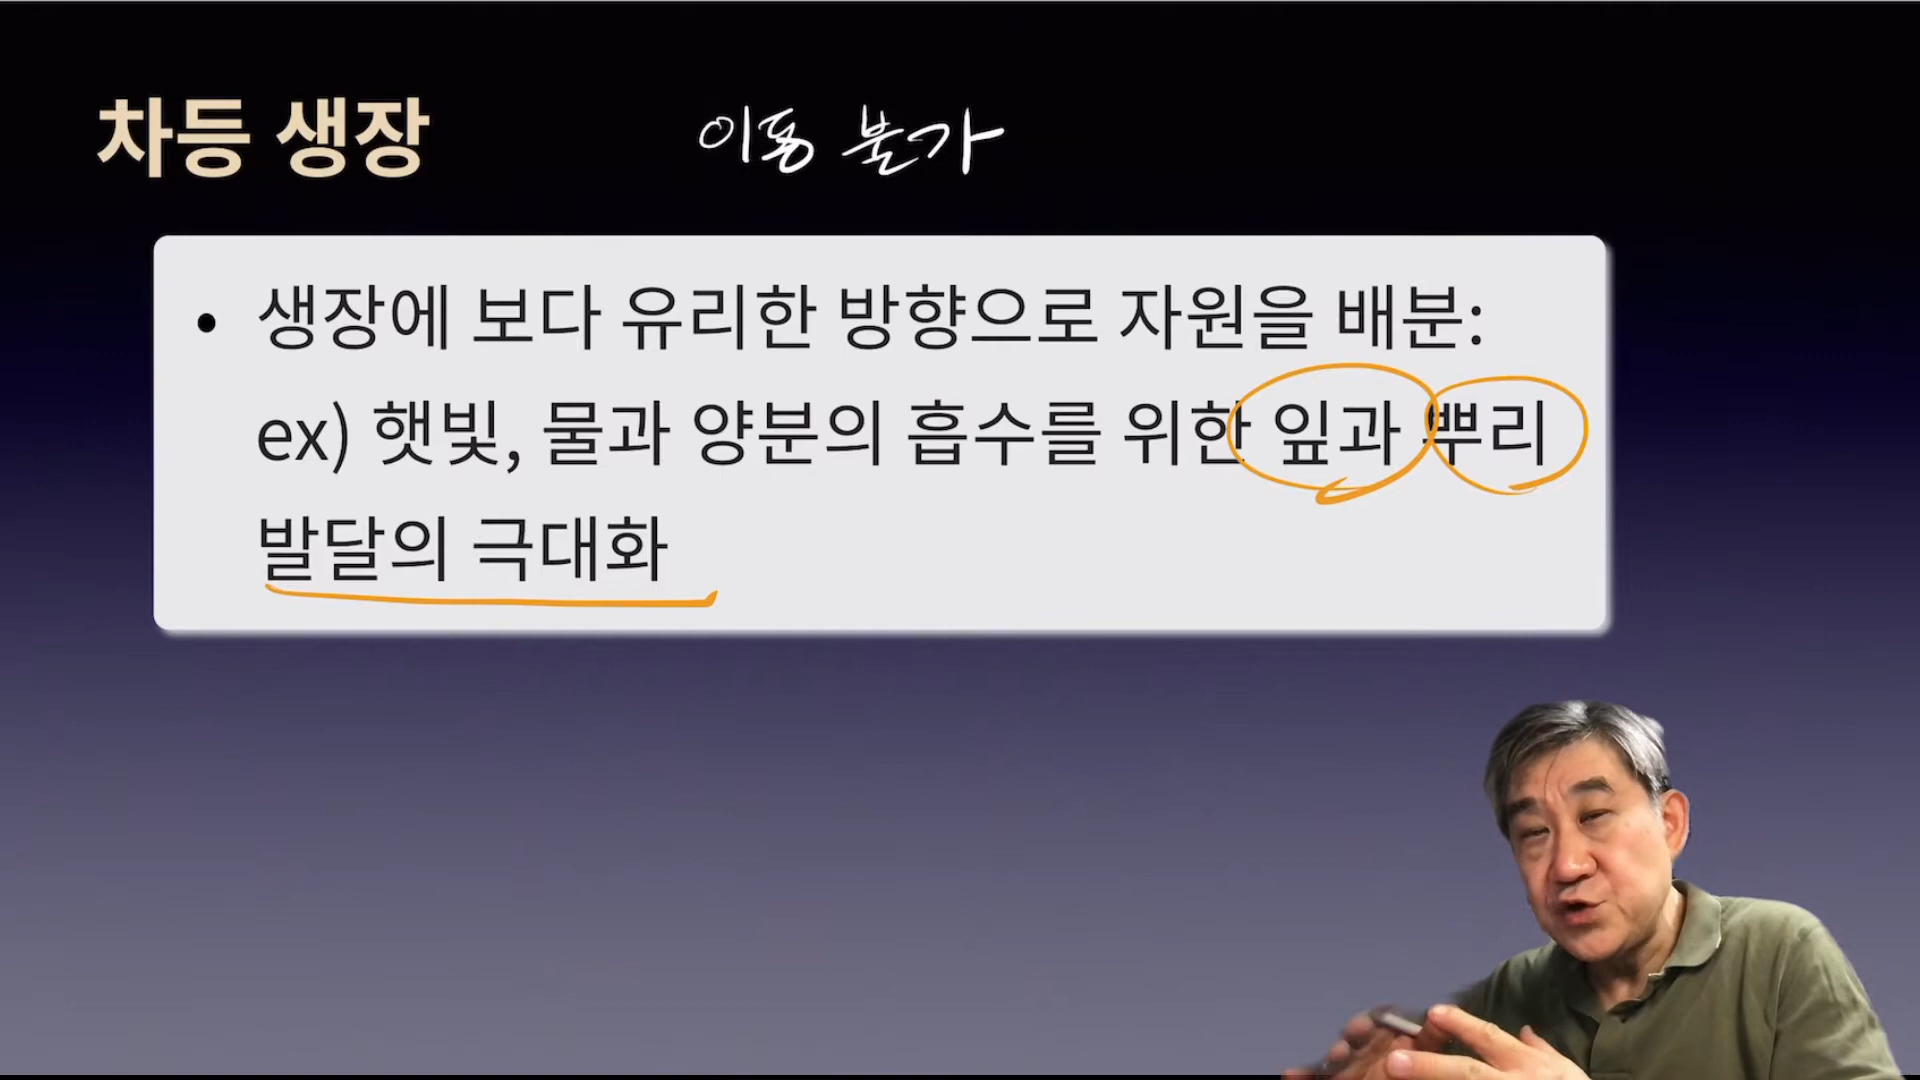 차등 생장
이동 불가
• 생장에 보다 유리한 방향으로 자원을 배분:
ex) 햇빛, 물과 양분의 흡수를 위한 잎과 뿌리
발달의 극대화